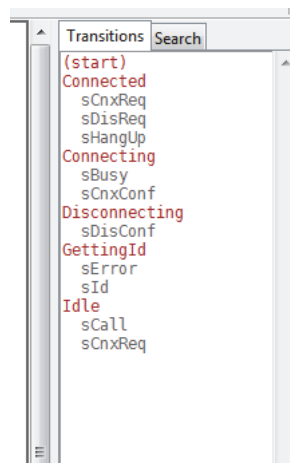 Transitions Search
(start)
Connected
sCnxReq
sDisReq
sHangUp
Connecting
sBusy
sCnxConf
Disconnecting
sDisConf
GettingId
sError
sId
Idle
sCall
sCnxReq